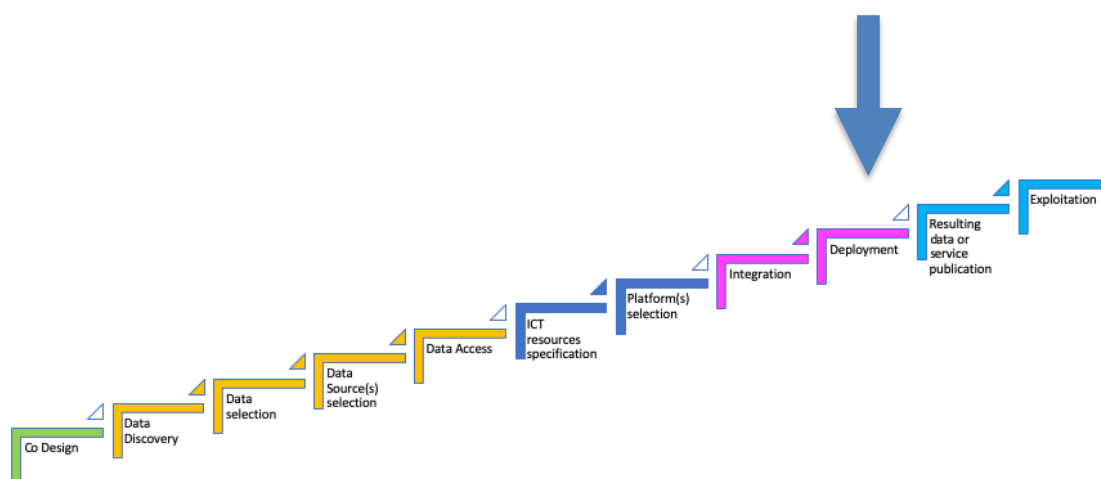 Co Design
Data
Discovery
Data
selection
Data
Source(s)
selection
Data Access
ICT
resources
specification
Platform(s)
selection
Integration
Deployment
Resulting
data or
service
publication
Exploitation